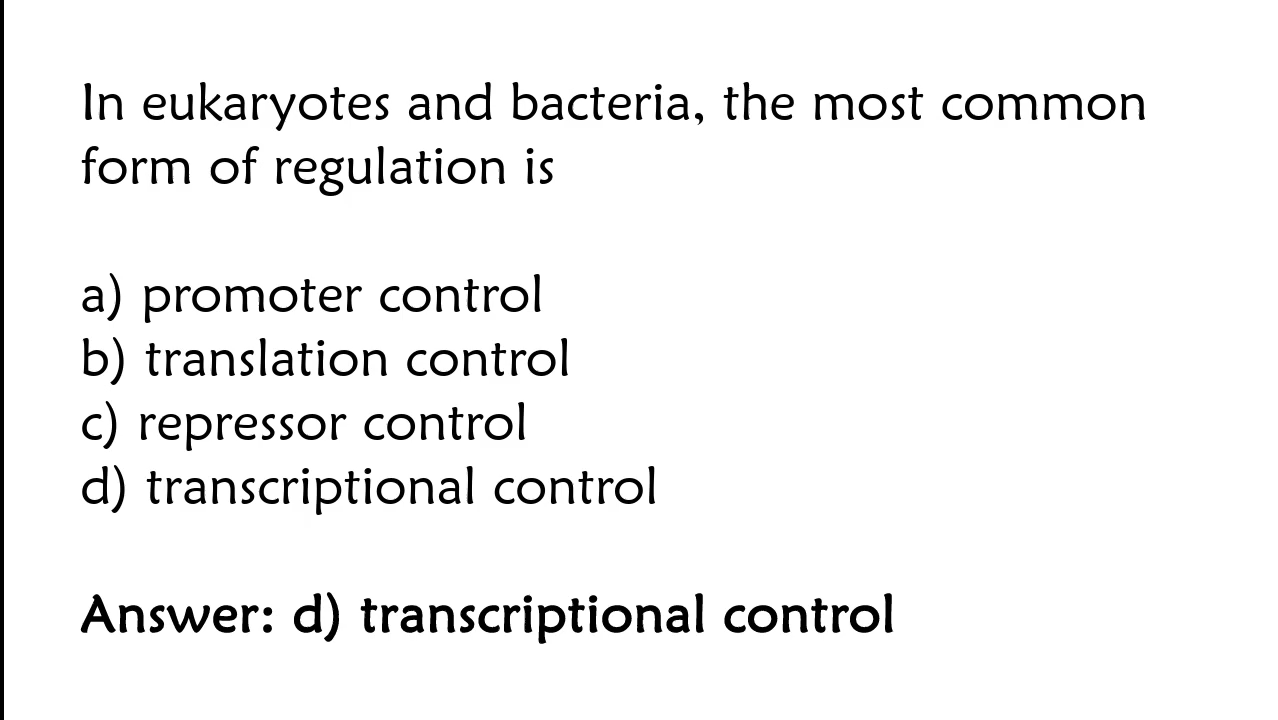 In eukaryotes and bacteria, the most common
form of regulation is
a) promoter control
b) translation control
c) repressor control
d) transcriptional control
Answer: d) transcriptional control